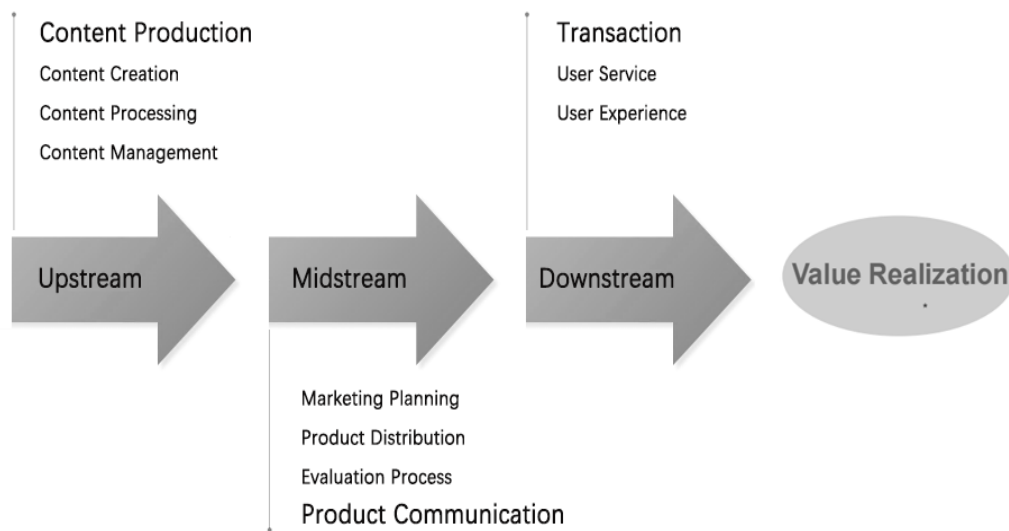 Content Production
Content Creation
Content Processing
Content Management
Transaction
User Service
User Experience
Upstream
Midstream
Downstream
Value Realization
Marketing Planning
Product Distribution
Evaluation Process
Product Communication